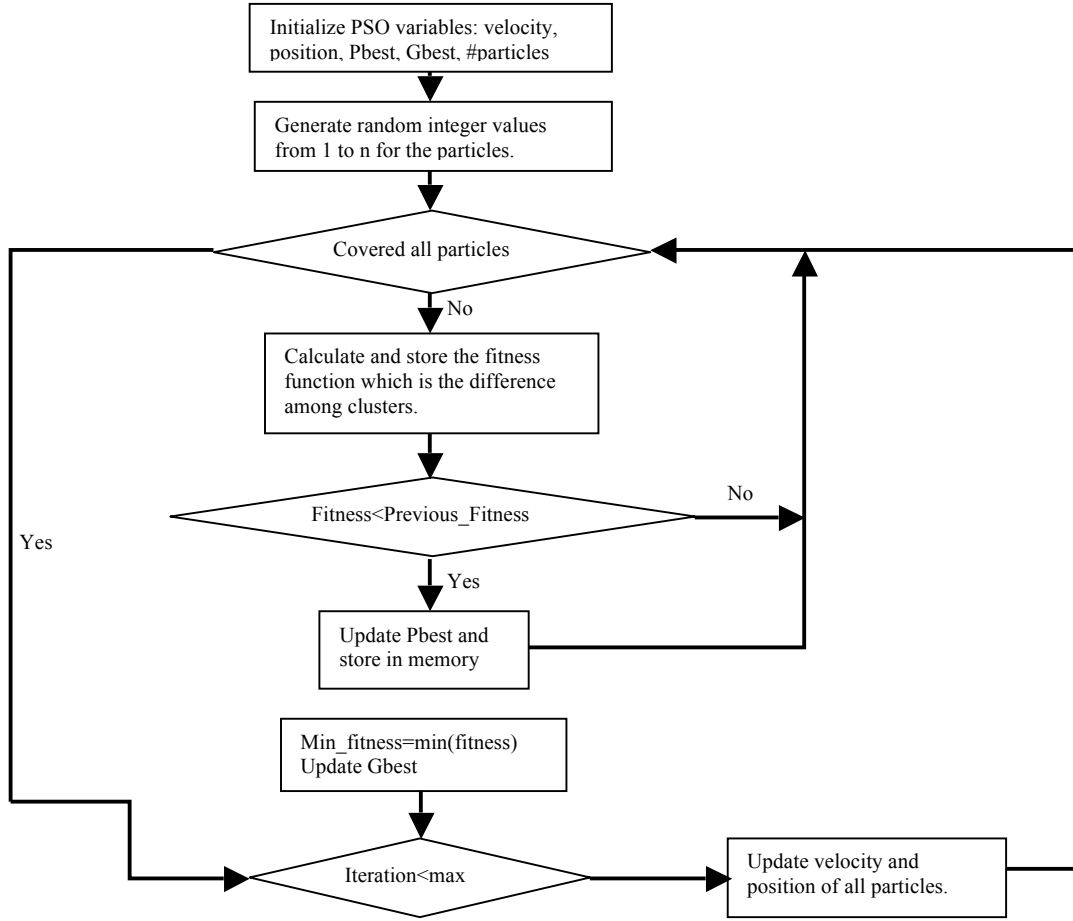 Initialize PSO variables: velocity,
position, Pbest, Gbest, #particles
Generate random integer values
from 1 to n for the particles.
Covered all particles
No
Calculate and store the fitness
function which is the difference
among clusters.
No
Fitness<Previous_Fitness
Yes
Yes
Update Pbest and
store in memory
Min_fitness=min(fitness)
Update Gbest
Iteration<max
Update velocity and
position of all particles.